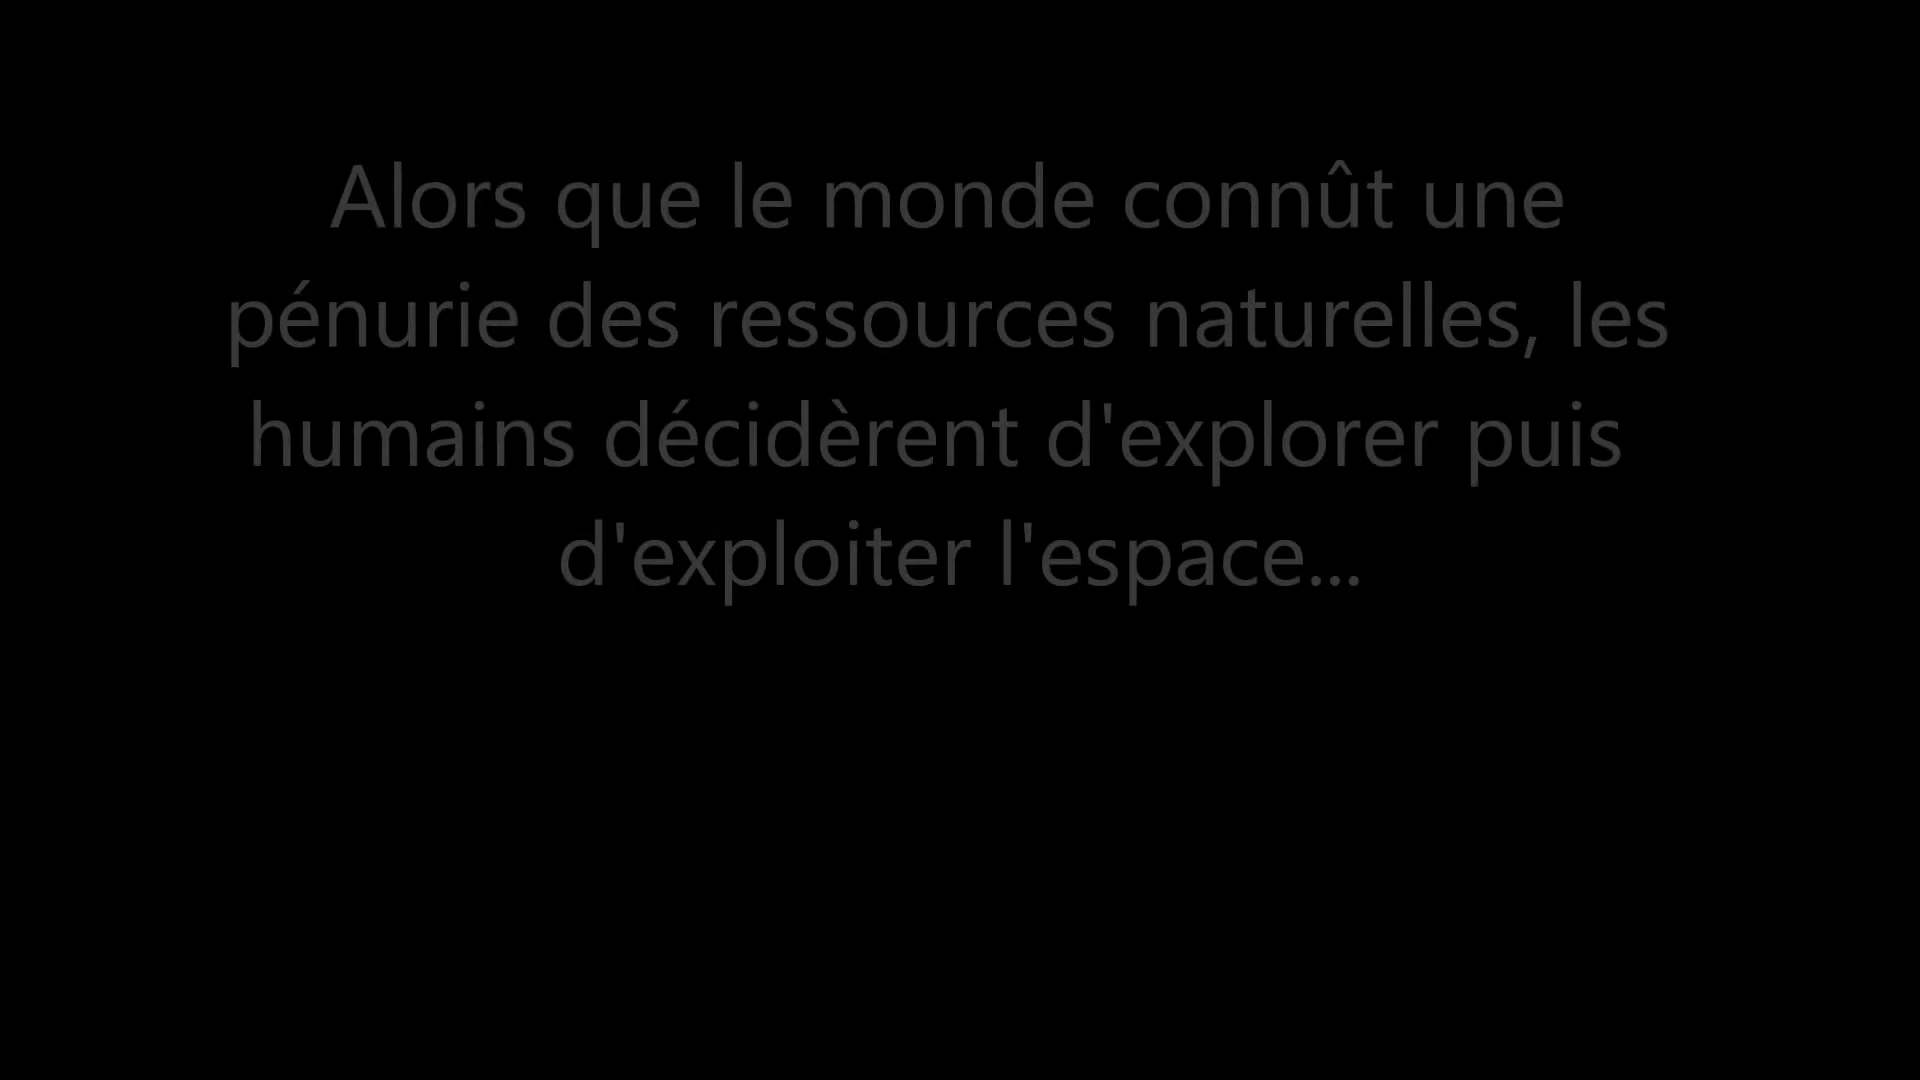 Alors que le monde connût une
pénurie des ressources naturelles, les
humains décidèrent d'explorer puis
d'exploiter l'espace...